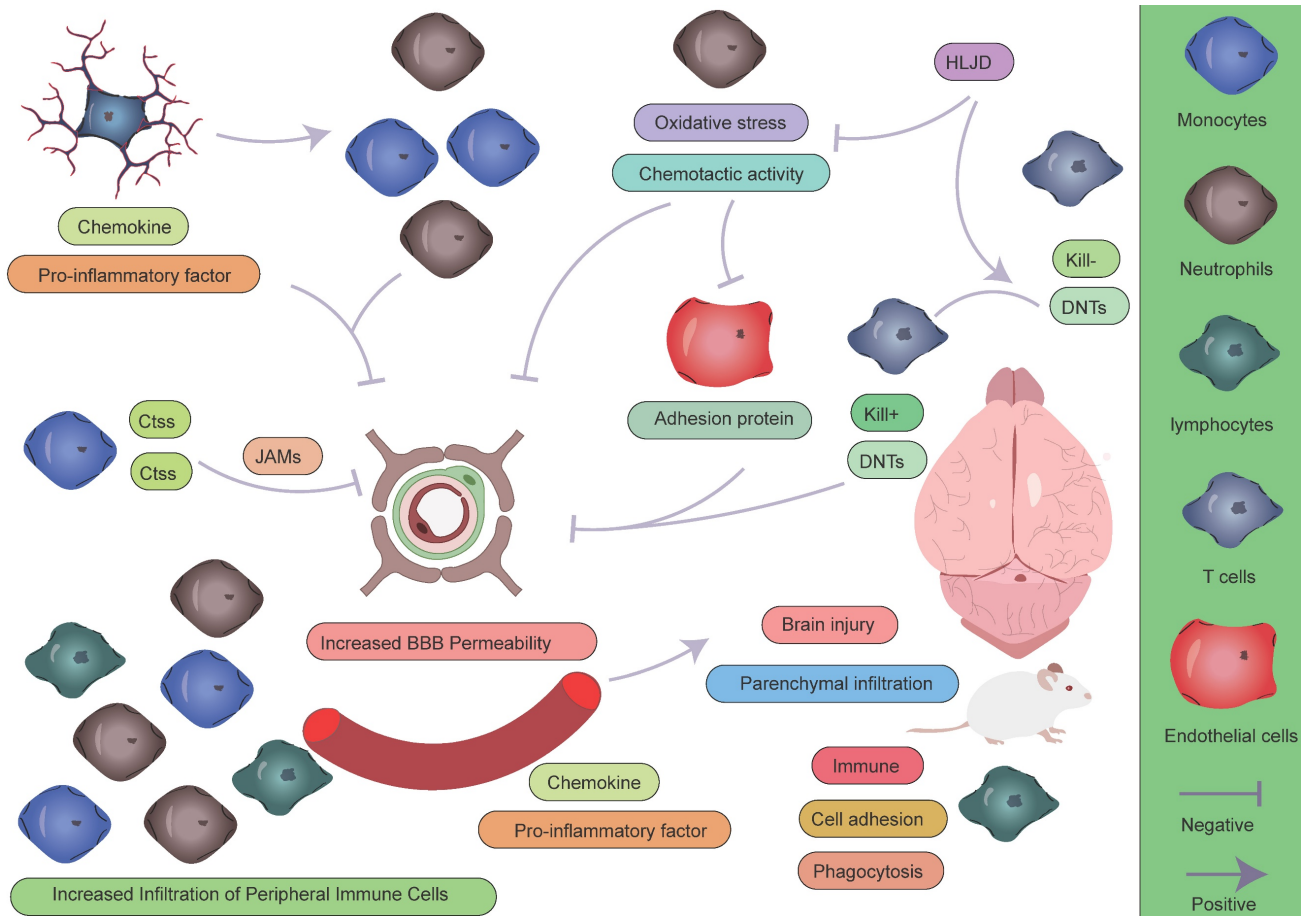 HLJD
Oxidative stress
Chemotactic activity
Chemokine
Pro-inflammatory factor
Kill-
DNTs
Ctss
Ctss
JAMs
Adhesion protein
Kill+
DNTs
Increased BBB Permeability
Brain injury
Parenchymal infiltration
Chemokine
Pro-inflammatory factor
Immune
Cell adhesion
Phagocytosis
Increased Infiltration of Peripheral Immune Cells
Monocytes
Neutrophils
lymphocytes
T cells
Endothelial cells
Negative
Positive